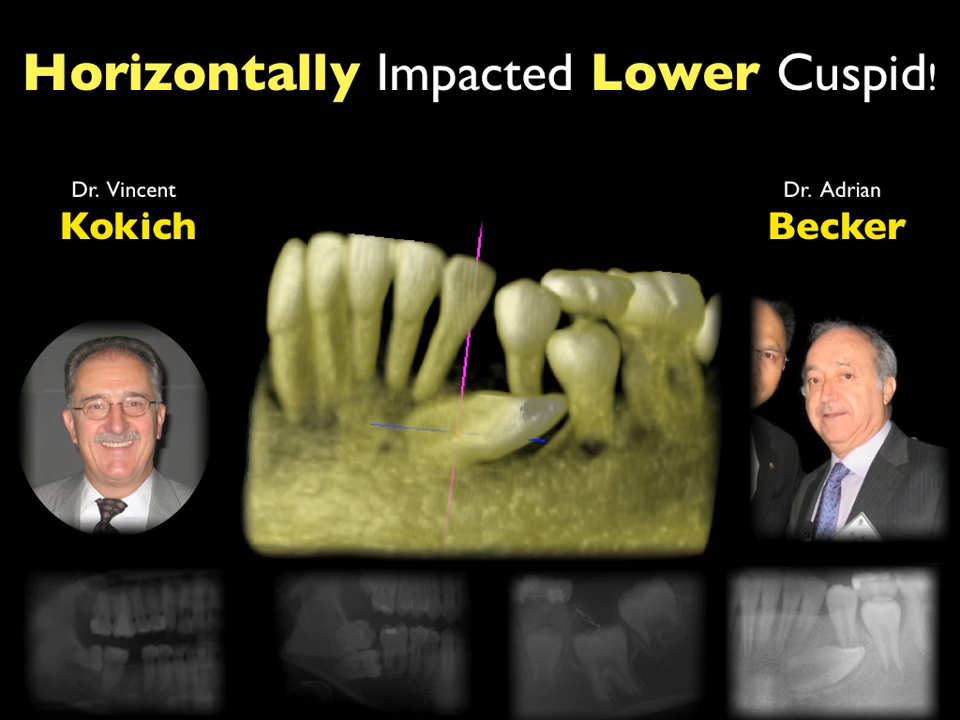 Horizontally Impacted Lower Cuspid!
Dr. Vincent
Kokich
Dr. Adrian
Becker